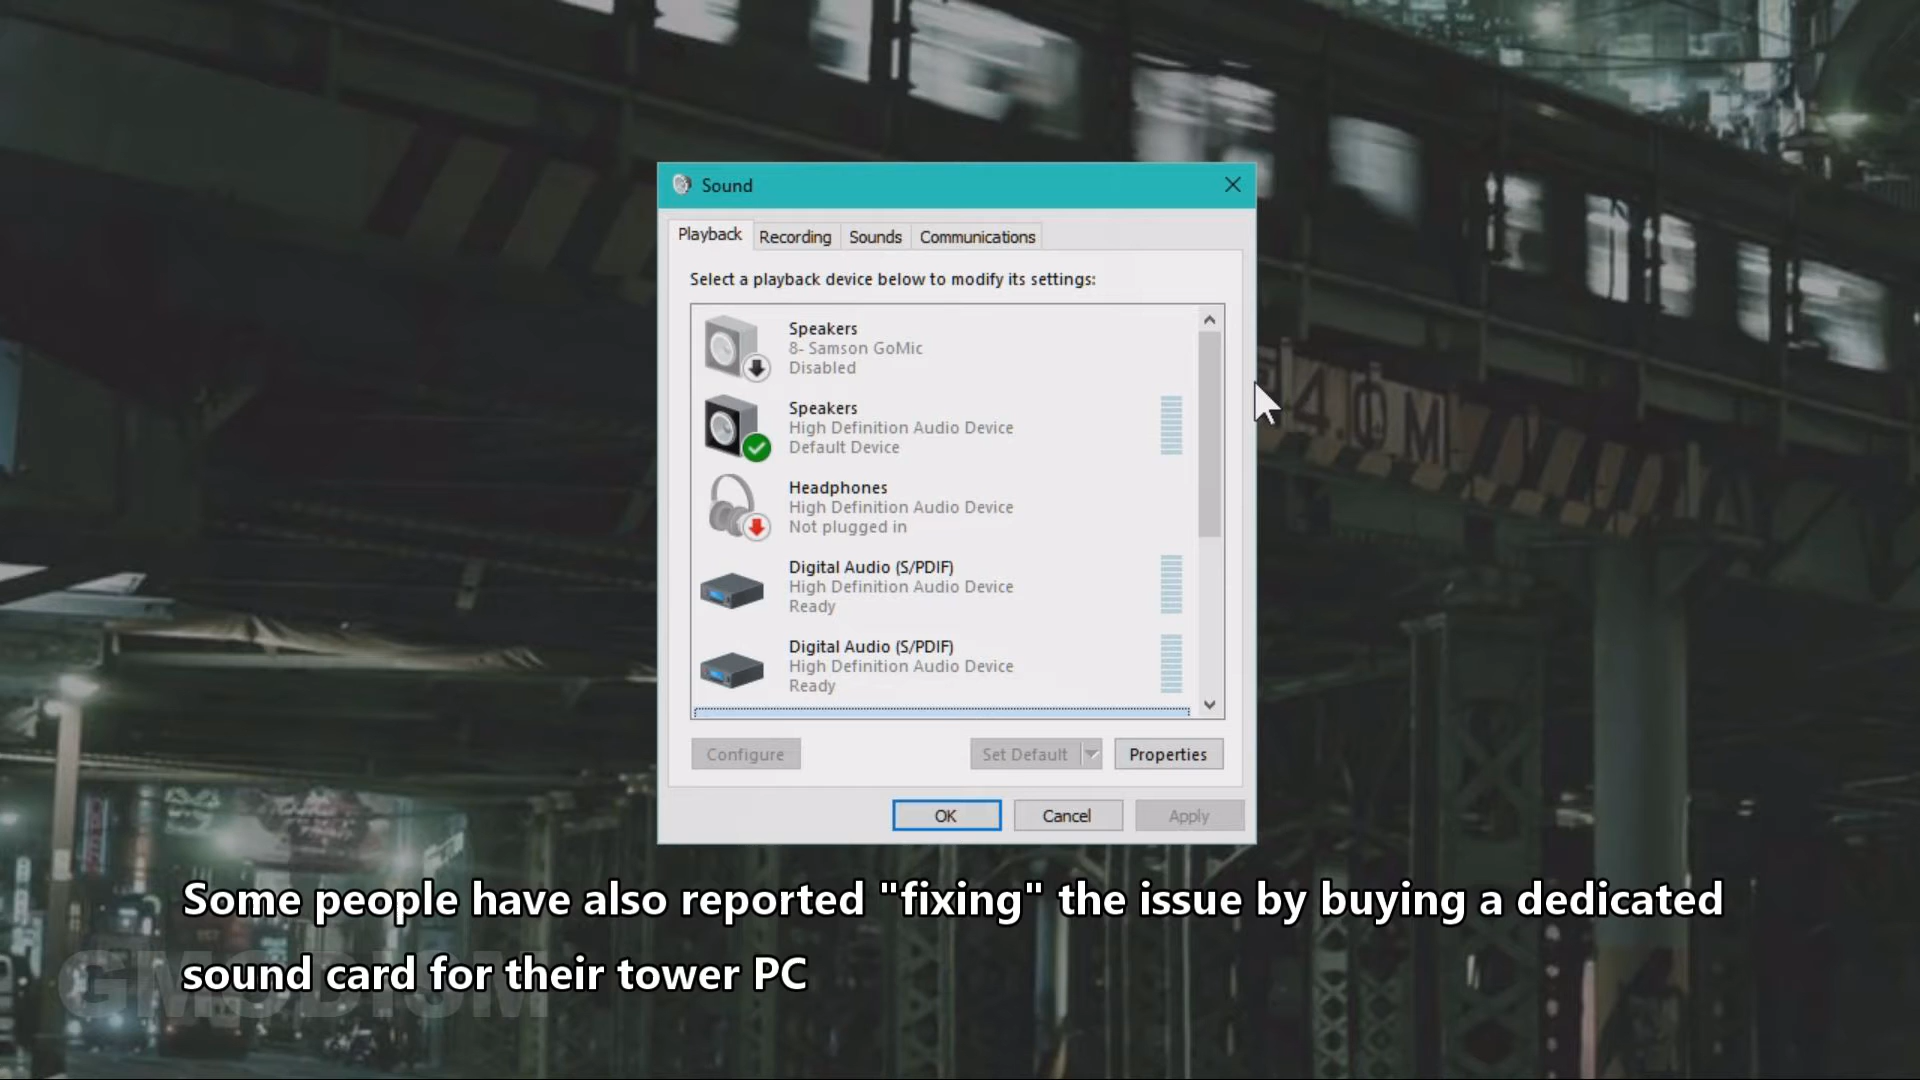 Sound
Playback
Recording
Sounds
Communications
Select a playback device below to modify its settings:
Speakers
8- Samson GoMic
Disabled
Speakers
High Definition Audio Device
Default Device
Headphones
High Definition Audio Device
Not plugged in
Digital Audio (S/PDIF)
High Definition Audio Device
Ready
Digital Audio (S/PDIF)
High Definition Audio Device
Ready
Configure
Set Default
Properties
OK
Cancel
Apply
4.0M
Some people have also reported "fixing" the issue by buying a dedicated
sound card for their tower PC
GMODISM